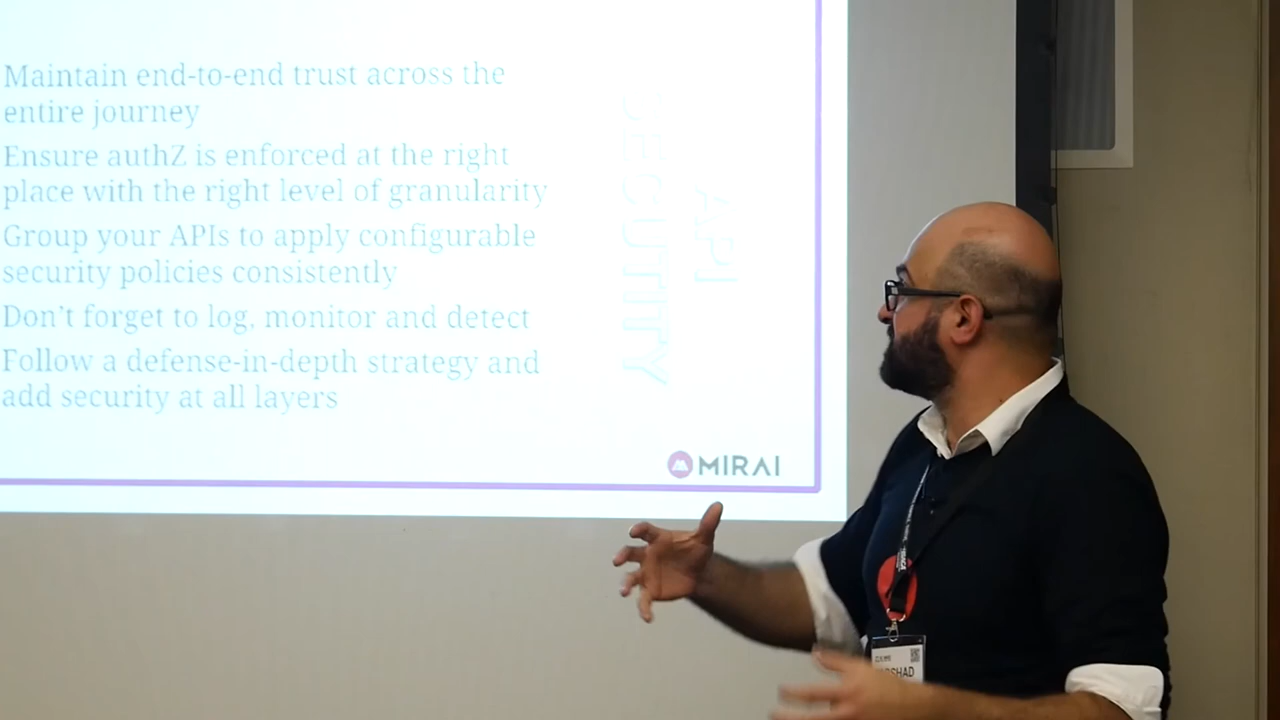 Maintain end-to-end trust across the
entire journey
Ensure authZ is enforced at the right
place with the right level of granularity
Group your APIs to apply configurable
security policies consistently
Don't forget to log, monitor and detect
Follow a defense-in-depth strategy and
add security at all layers
API
SECURITY
MIRAI